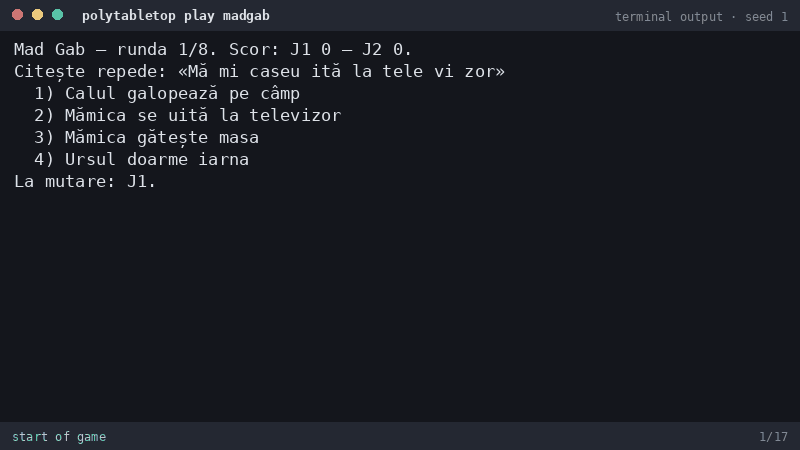 polytabletop play madgab
terminal output · seed 1
Mad Gab — runda 1/8. Scor: J1 0 — J2 0.
Citește repede: «Mă mi caseu ită la tele vi zor»
1) Calul galopează pe câmp
2) Mămica se uită la televizor
3) Mămica gătește masa
4) Ursul doarme iarna
La mutare: J1.
start of game
1/17